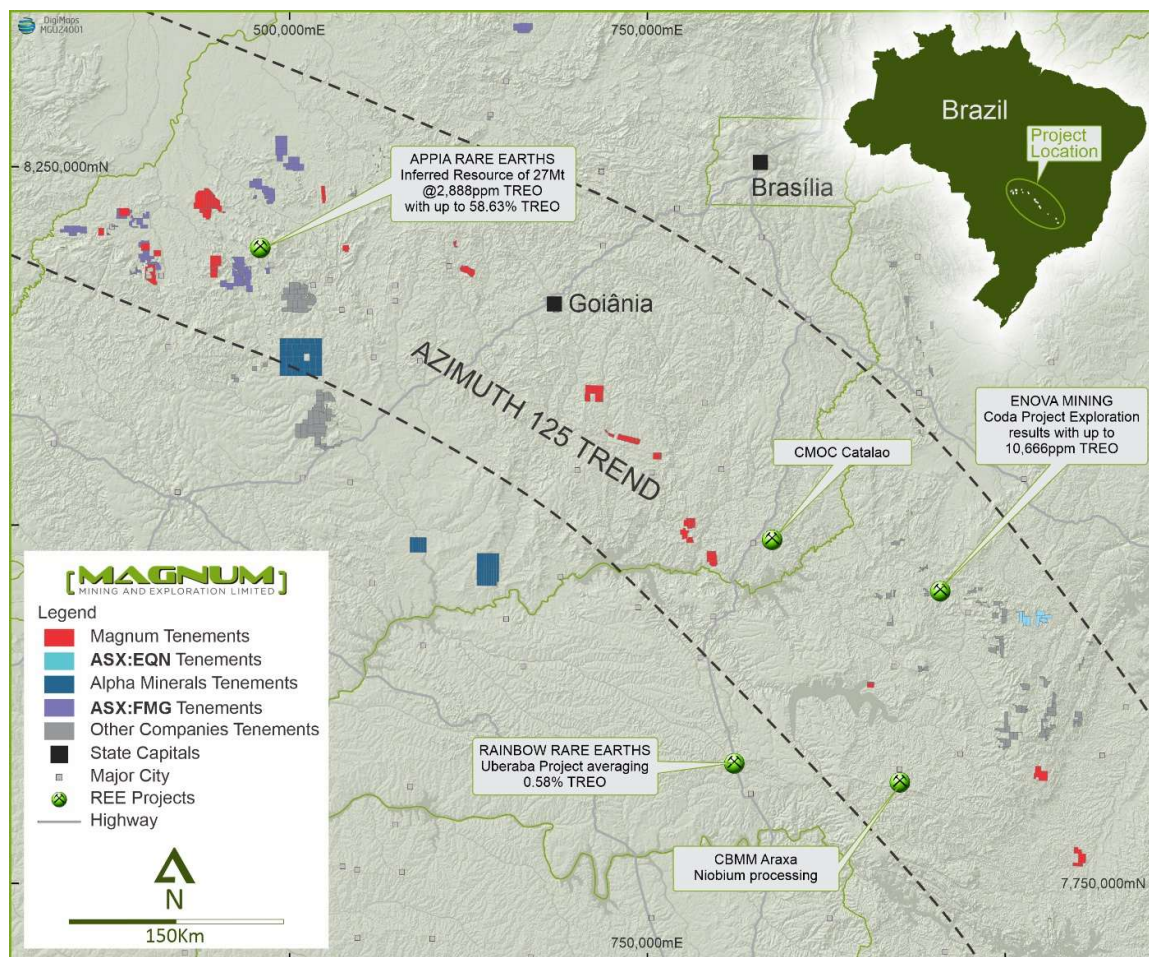 DigiMaps
MGUZ4001
500,000mE
750,000mE
8,250,000mN
Brazil
Project
Location
APPIA RARE EARTHS
Inferred Resource of 27Mt
@2,888ppm TREO
with up to 58.63% TREO
Brasília
Goiânia
AZIMUTH 125 TREND
ENOVA MINING
Coda Project Exploration
results with up to
10,666ppm TREO
CMOC Catalao
RAINBOW RARE EARTHS
Uberaba Project averaging
0.58% TREO
CBMM Araxa
Niobium processing
7,750,000mN
750,000mE
[MAGNUM]
MINING AND EXPLORATION LIMITED
Legend
Magnum Tenements
ASX:EQN Tenements
Alpha Minerals Tenements
ASX:FMG Tenements
Other Companies Tenements
State Capitals
Major City
REE Projects
Highway
N
150Km